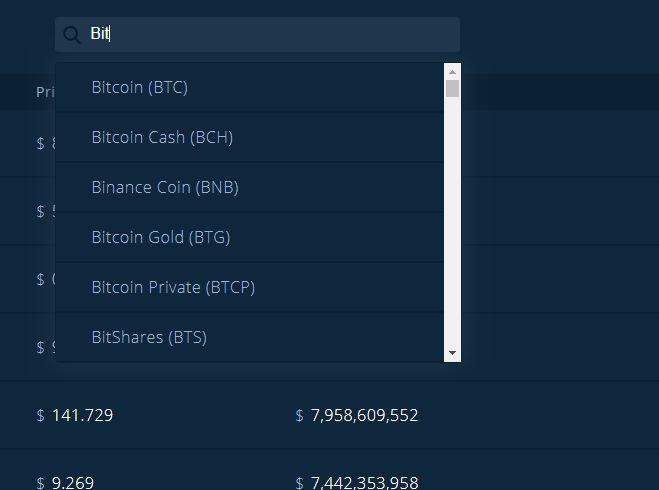 Bit
Bitcoin (BTC)
Pri
$ 8
Bitcoin Cash (BCH)
Binance Coin (BNB)
$ 5
Bitcoin Gold (BTG)
$
Bitcoin Private (BTCP)
BitShares (BTS)
$ 9
$ 141.729 $ 7,958,609,552
$ 9.269 $ 7,442,353,958